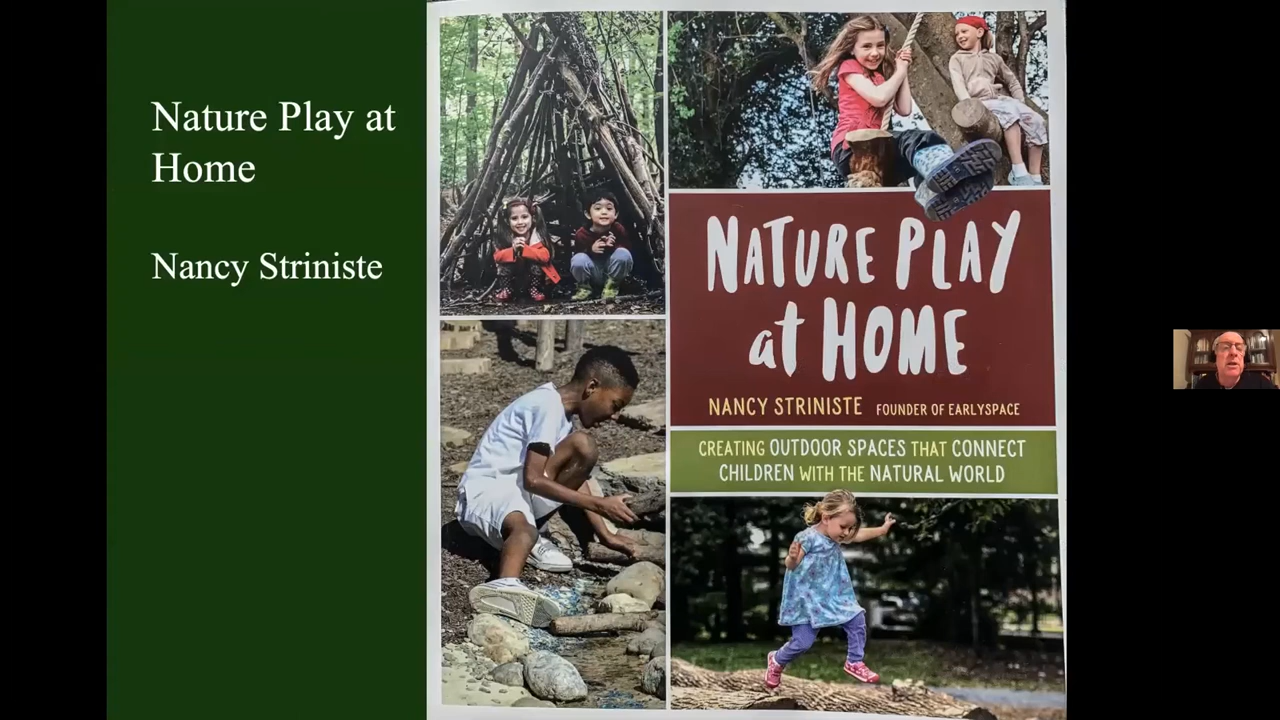 Nature Play at
Home
Nancy Striniste
NATURE PLAY
at HOME
NANCY STRINISTE FOUNDER OF EARLYSPACE
CREATING OUTDOOR SPACES THAT CONNECT
CHILDREN WITH THE NATURAL WORLD